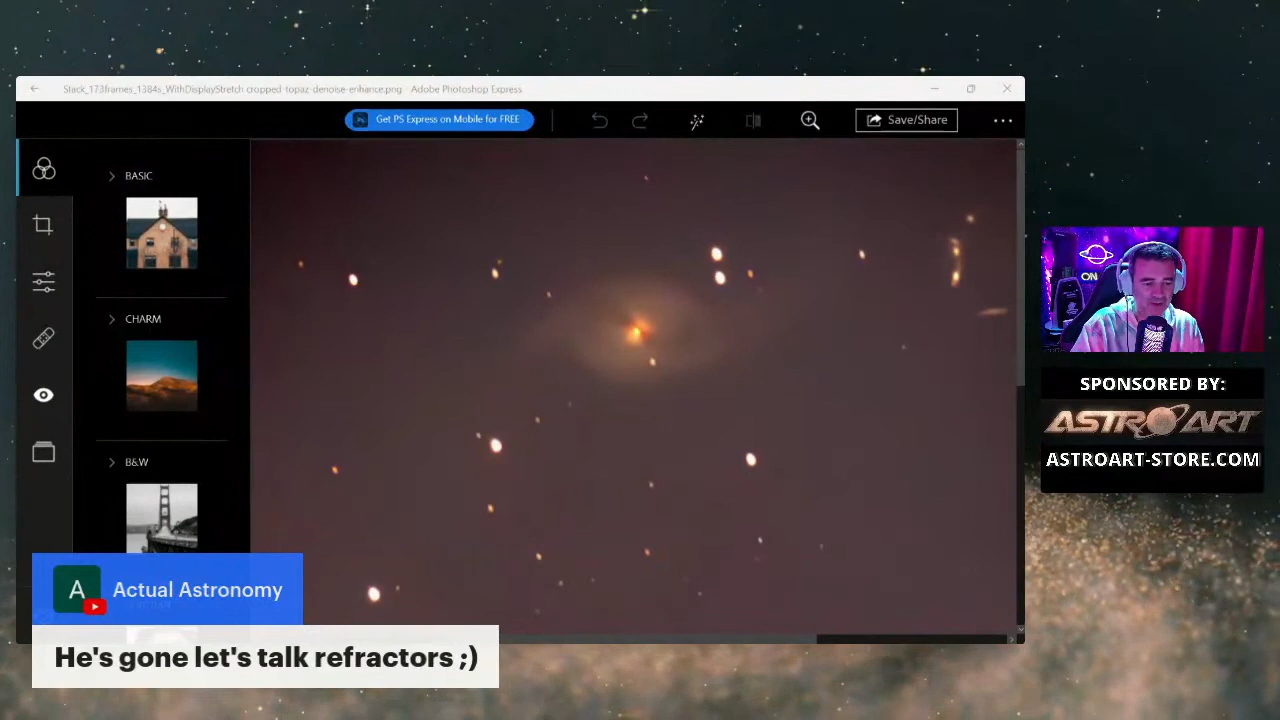 Stack_173frames_1384s_WithDisplayStretch cropped-topaz-denoise-enhance.png - Adobe Photoshop Express
Get PS Express on Mobile for FREE
Save/Share
BASIC
CHARM
B&W
ON
SPONSORED BY:
ASTROART
ASTROART-STORE.COM
A
Actual Astronomy
He's gone let's talk refractors ;)